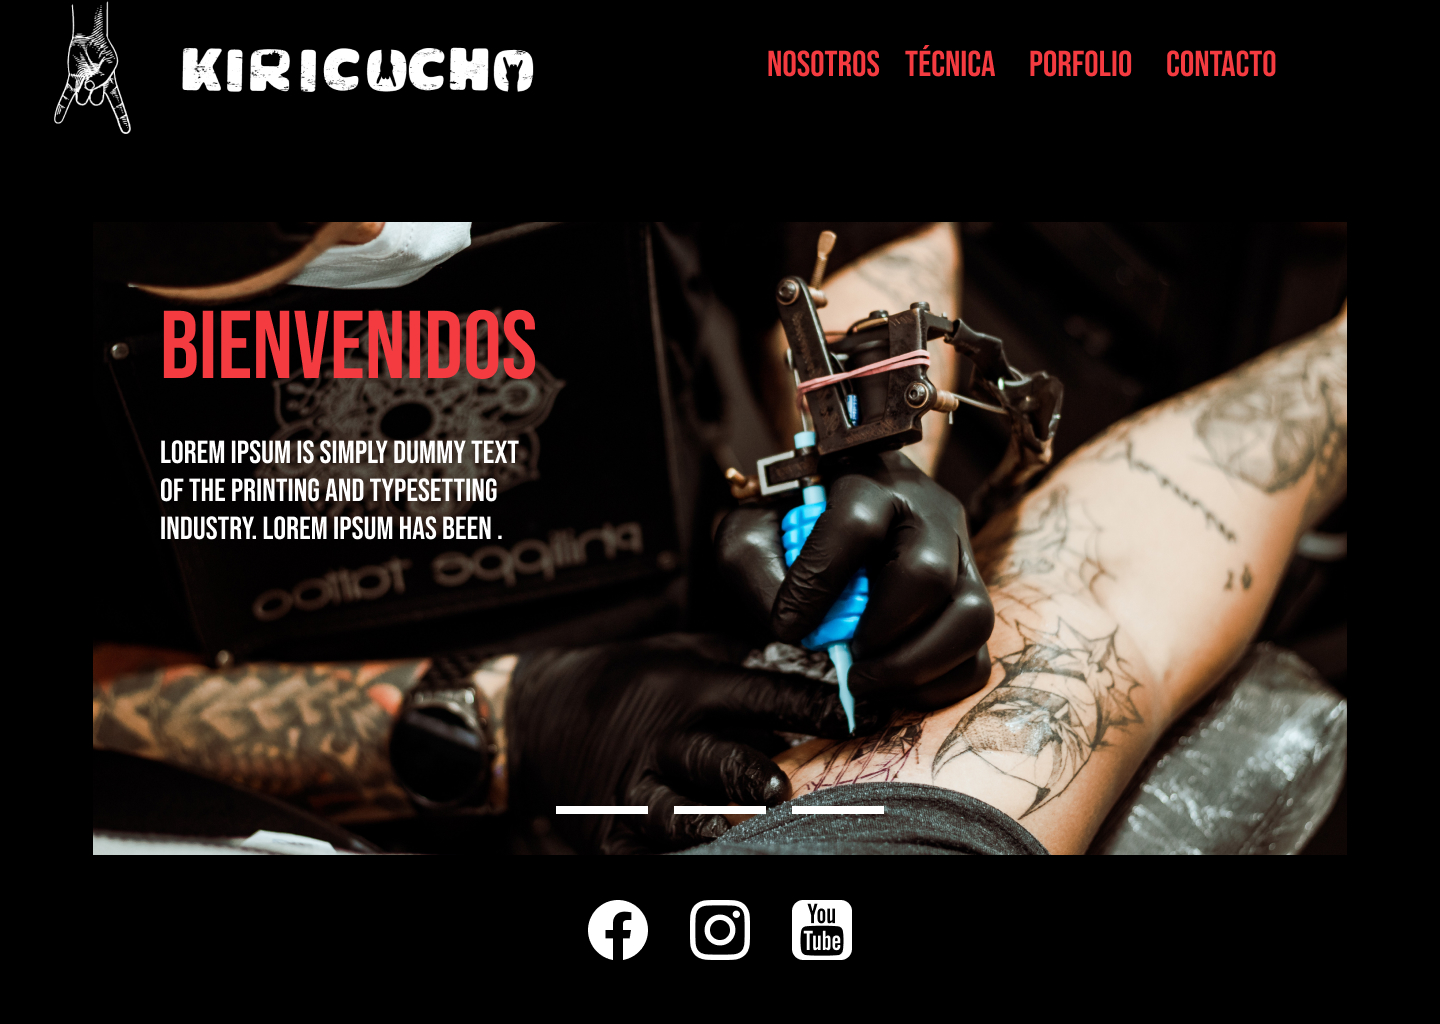 KIRICOCHO
NOSOTROS TÉCNICA PORFOLIO CONTACTO
BIENVENIDOS
LOREM IPSUM IS SIMPLY DUMMY TEXT
OF THE PRINTING AND TYPESETTING
INDUSTRY. LOREM IPSUM HAS BEEN .
You
Tube